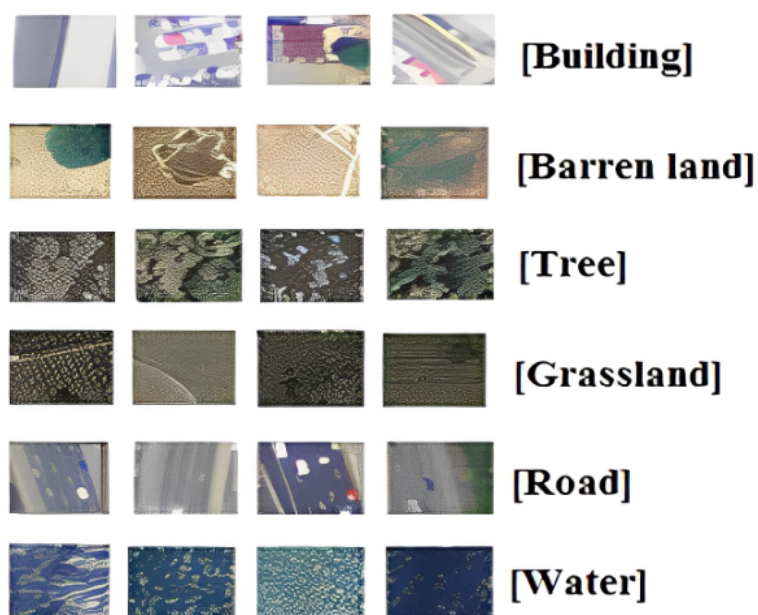 [Building]
[Barren land]
[Tree]
[Grassland]
[Road]
[Water]